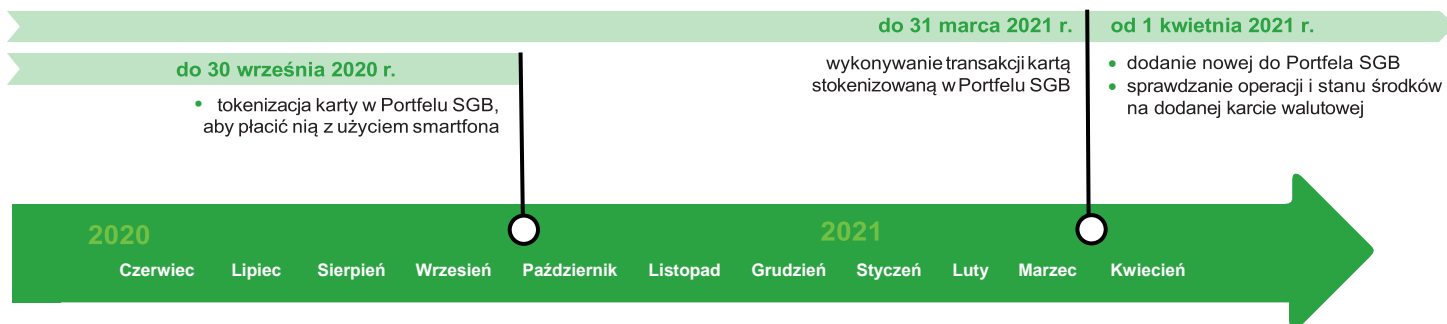 do 31 marca 2021 r.
od 1 kwietnia 2021 r.
do 30 września 2020 r.
• tokenizacja karty w Portfelu SGB,
aby płacić nią z użyciem smartfona
wykonywanie transakcji kartą
stokenizowaną w Portfelu SGB
• dodanie nowej do Portfela SGB
• sprawdzanie operacji i stanu środków
na dodanej karcie walutowej
2020
2021
Czerwiec Lipiec Sierpień Wrzesień Październik Listopad Grudzień Styczeń Luty Marzec Kwiecień